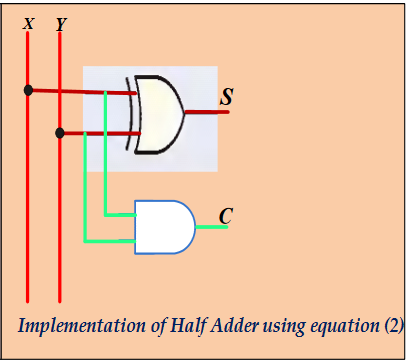 X Y
S
C
Implementation of Half Adder using equation (2)